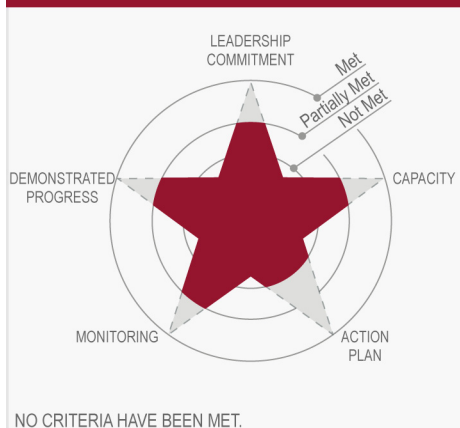 LEADERSHIP
COMMITMENT
Met
Partially Met
Not Met
DEMONSTRATED
PROGRESS
CAPACITY
MONITORING
ACTION
PLAN
NO CRITERIA HAVE BEEN MET.